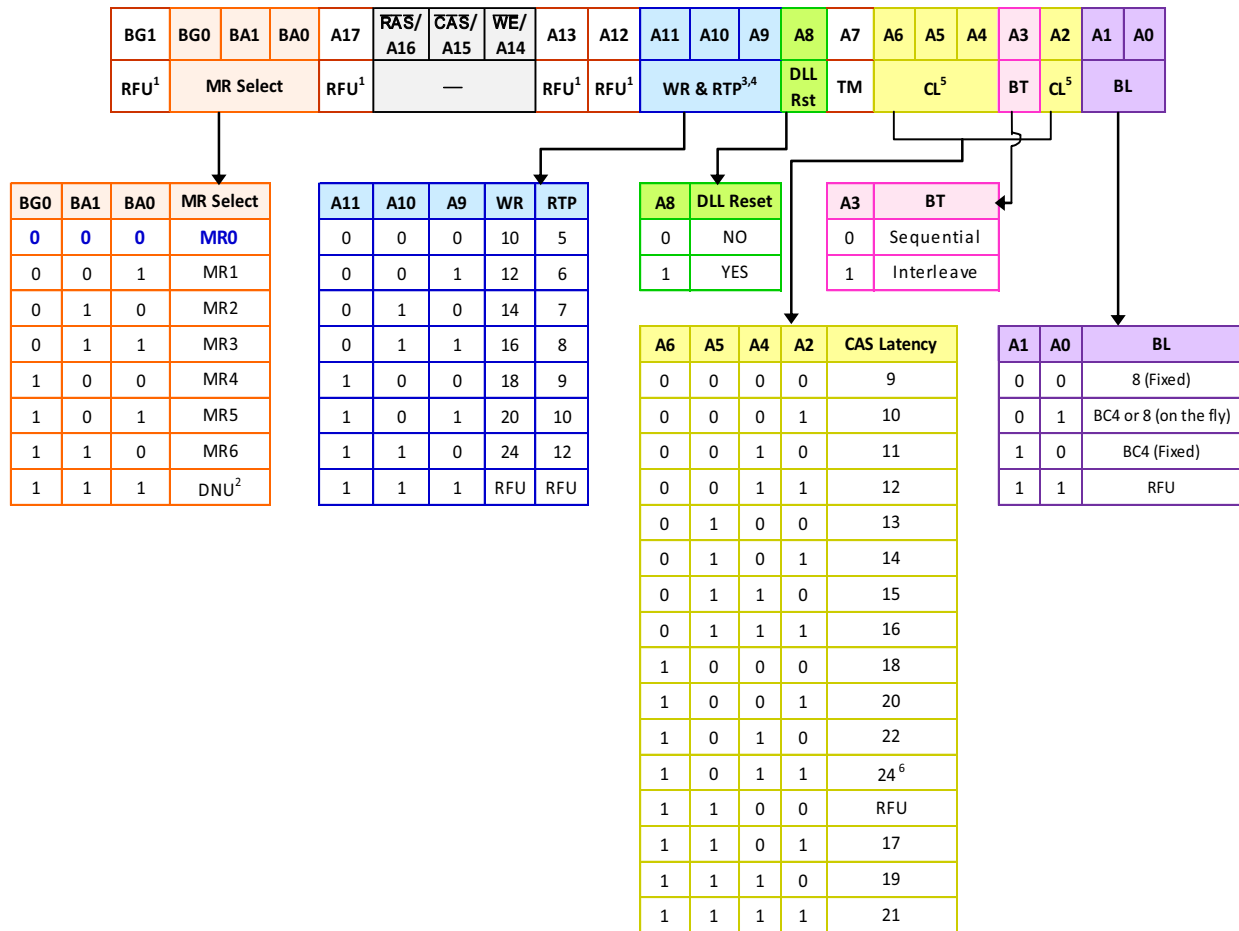 BG1 BG0 BA1 BA0 A17 RAS/ A16 CAS/ A15 WE/ A14 A13 A12 A11 A10 A9 A8 A7 A6 A5 A4 A3 A2 A1 A0
RFU1 MR Select RFU1 — RFU1 RFU1 WR & RTP3,4 DLL Rst TM CL5 BT CL5 BL
BG0 BA1 BA0 MR Select
0 0 0 MR0
0 0 1 MR1
0 1 0 MR2
0 1 1 MR3
1 0 0 MR4
1 0 1 MR5
1 1 0 MR6
1 1 1 DNU2
A11 A10 A9 WR RTP
0 0 0 10 5
0 0 1 12 6
0 1 0 14 7
0 1 1 16 8
1 0 0 18 9
1 0 1 20 10
1 1 0 24 12
1 1 1 RFU RFU
A8 DLL Reset
0 NO
1 YES
A3 BT
0 Sequential
1 Interleave
A6 A5 A4 A2 CAS Latency
0 0 0 0 9
0 0 0 1 10
0 0 1 0 11
0 0 1 1 12
0 1 0 0 13
0 1 0 1 14
0 1 1 0 15
0 1 1 1 16
1 0 0 0 18
1 0 0 1 20
1 0 1 0 22
1 0 1 1 24 6
1 1 0 0 RFU
1 1 0 1 17
1 1 1 0 19
1 1 1 1 21
A1 A0 BL
0 0 8 (Fixed)
0 1 BC4 or 8 (on the fly)
1 0 BC4 (Fixed)
1 1 RFU